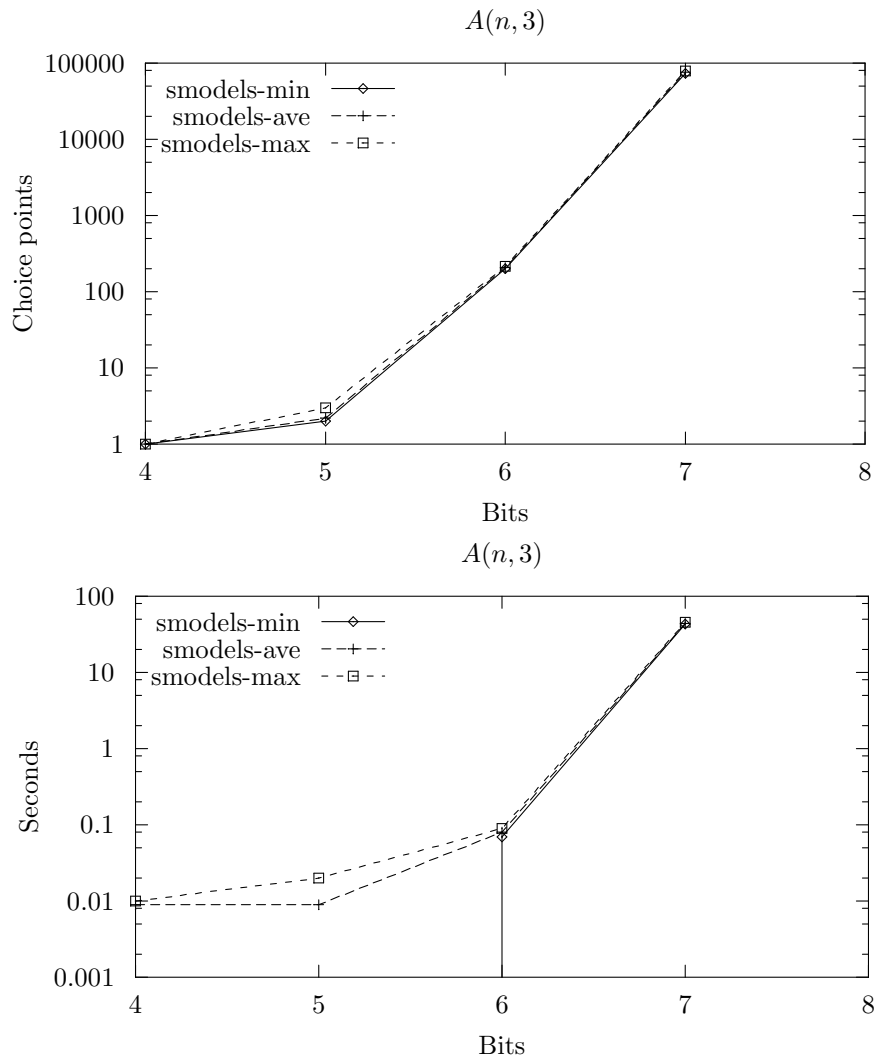 A(n, 3)
100000
10000
1000
100
10
1
smodels-min
smodels-ave
smodels-max
Choice points
4 5 6 7 8
Bits
A(n, 3)
100
10
1
0.1
0.01
0.001
smodels-min
smodels-ave
smodels-max
Seconds
4 5 6 7 8
Bits